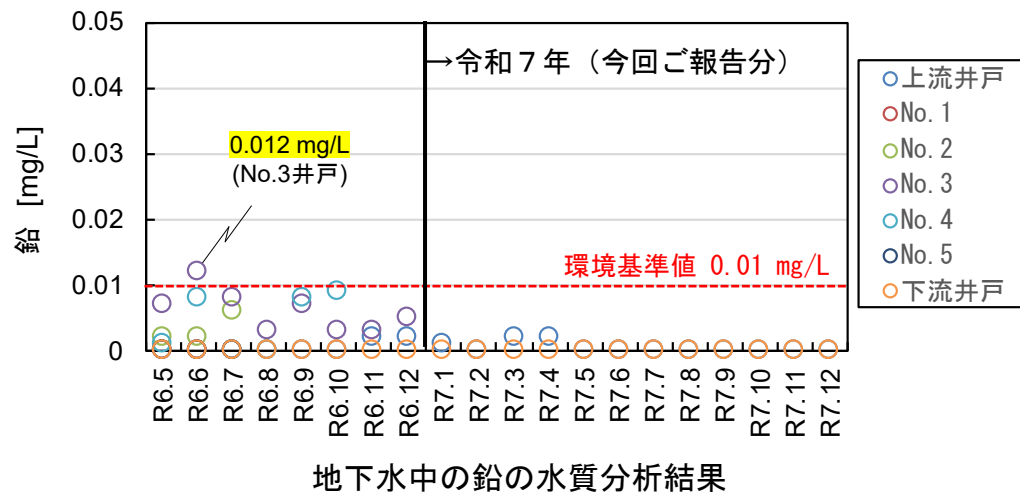 0.05
0.04
0.03
0.02
0.01
0
鉛 [mg/L]
→令和７年（今回ご報告分）
0.012 mg/L
(No.3井戸)
環境基準値 0.01 mg/L
上流井戸
No.1
No.2
No.3
No.4
No.5
下流井戸
R6.5
R6.6
R6.7
R6.8
R6.9
R6.10
R6.11
R6.12
R7.1
R7.2
R7.3
R7.4
R7.5
R7.6
R7.7
R7.8
R7.9
R7.10
R7.11
R7.12
地下水中の鉛の水質分析結果